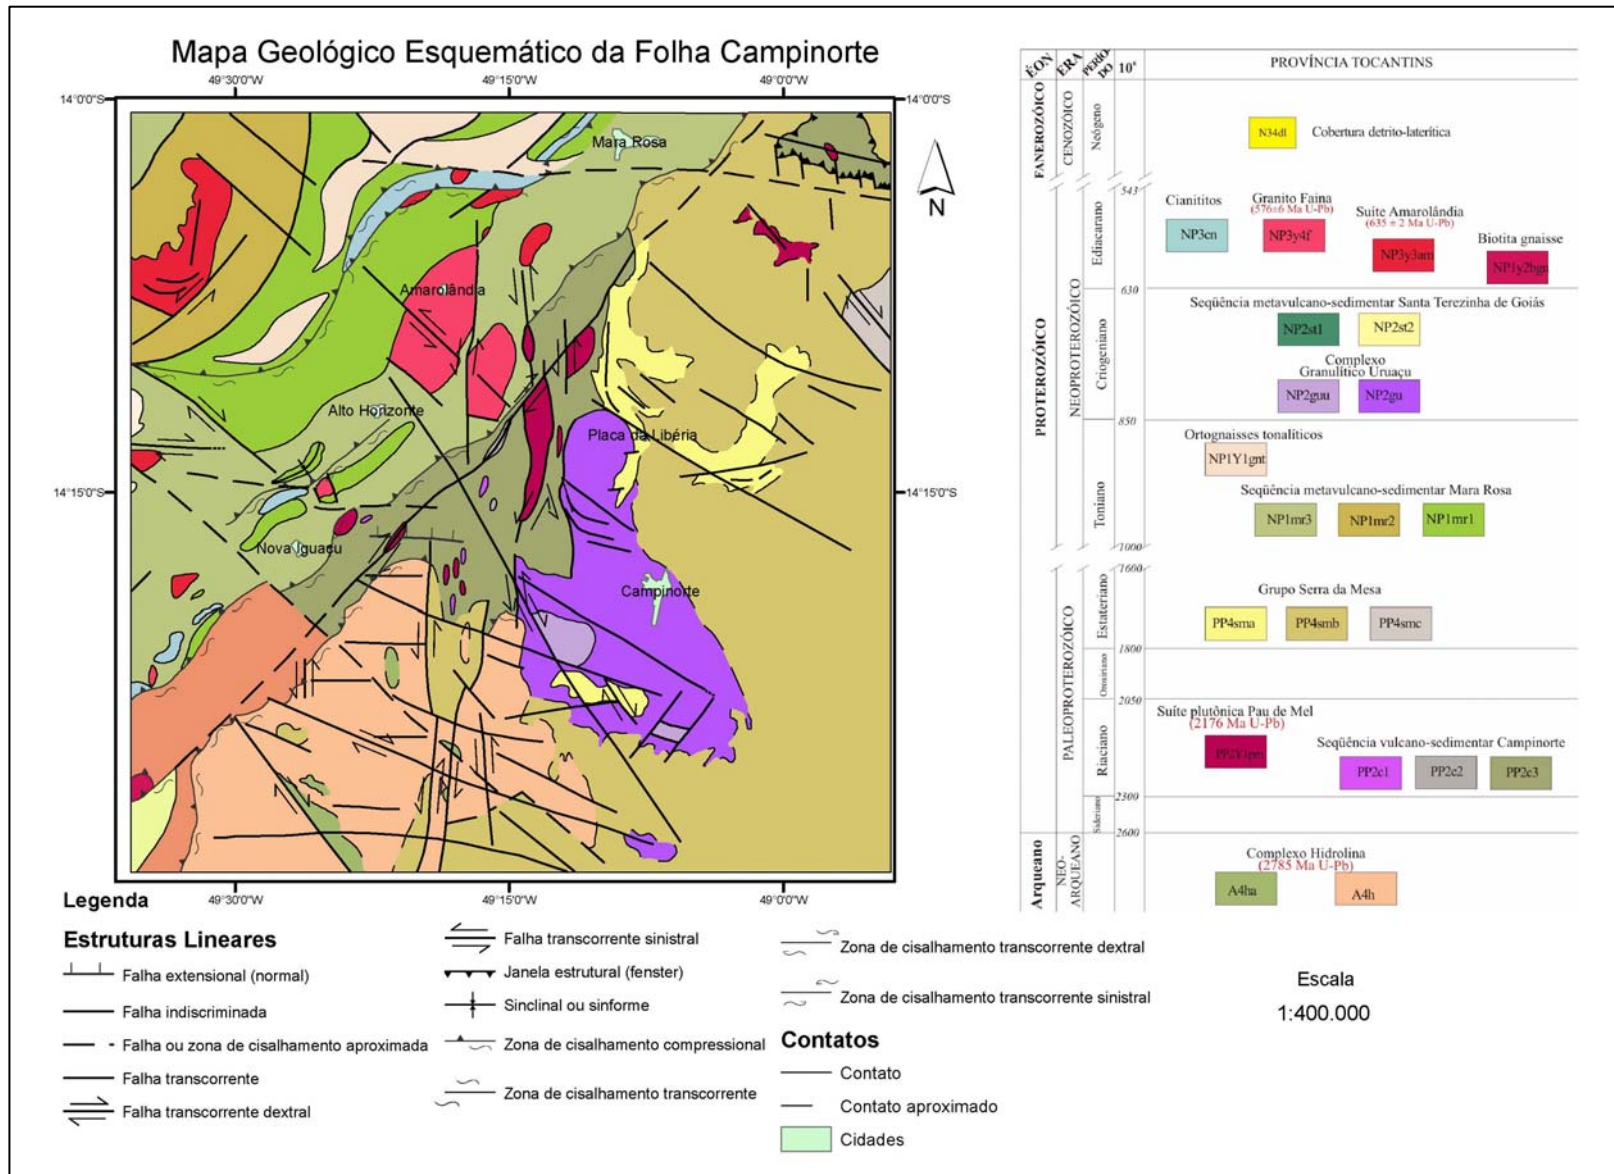 Mapa Geológico Esquemático da Folha Campinorte
49°30'0"W
49°15'0"W
49°0'0"W
14°0'0"S
14°0'0"S
Mara Rosa
N
Amarolândia
Alto Horizonte
Placa da Libéria
14°15'0"S
14°15'0"S
Nova Iguaçu
Campinorte
49°30'0"W
49°15'0"W
49°0'0"W
ÉON
ERA
PERÍO-
DO
PROVÍNCIA TOCANTINS
FANEROZÓICO
CENOZÓICO
Neógeno
N34dl
Cobertura detrito-laterítica
543
PROTEROZÓICO
NEOPROTEROZÓICO
Ediacarano
Cianititos
NP3cn
Granito Faina
(576±6 Ma U-Pb)
NP3y4f
Suíte Amarolândia
(635 ± 2 Ma U-Pb)
NP3y3am
Biotita gnaisse
NP1y2bgn
630
Criogeniano
Seqüência metavulcano-sedimentar Santa Terezinha de Goiás
NP2st1
NP2st2
Complexo
Granulítico Uruaçu
NP2guu
NP2gu
850
Toniano
Ortognaisses tonalíticos
NP1Y1gnt
Seqüência metavulcano-sedimentar Mara Rosa
NP1mr3
NP1mr2
NP1mr1
1600
PALEOPROTEROZÓICO
Estateriano
Grupo Serra da Mesa
PP4sma
PP4smb
PP4smc
1800
Orosiriano
2050
Riaciano
Suíte plutônica Pau de Mel
(2176 Ma U-Pb)
PP2Y1pm
Seqüência vulcano-sedimentar Campinorte
PP2c1
PP2c2
PP2c3
2300
Sideriano
2600
Arqueano
NEO-
ARQUEANO
Complexo Hidrolina
(2785 Ma U-Pb)
A4ha
A4h
Legenda
Estruturas Lineares
Falha extensional (normal)
Falha indiscriminada
Falha ou zona de cisalhamento aproximada
Falha transcorrente
Falha transcorrente dextral
Falha transcorrente sinistral
Janela estrutural (fenster)
Sinclinal ou sinforme
Zona de cisalhamento compressional
Zona de cisalhamento transcorrente
Zona de cisalhamento transcorrente dextral
Zona de cisalhamento transcorrente sinistral
Contatos
Contato
Contato aproximado
Cidades
Escala
1:400.000